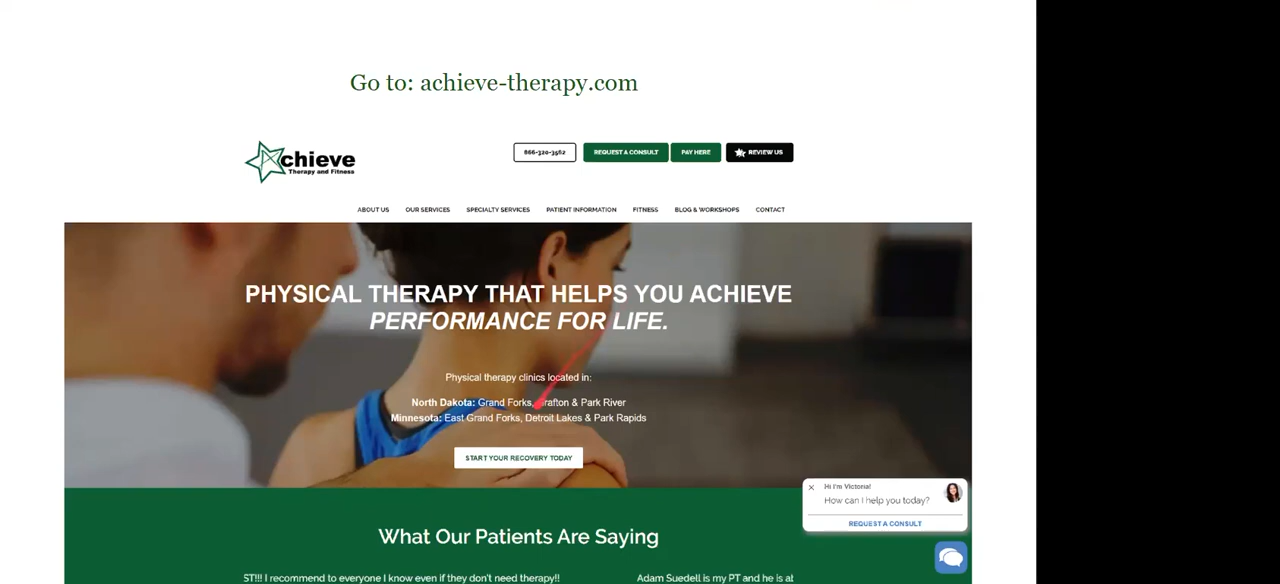 Go to: achieve-therapy.com
chieve
Therapy and Fitness
866-320-3562
REQUEST A CONSULT
PAY HERE
REVIEW US
ABOUT US
OUR SERVICES
SPECIALTY SERVICES
PATIENT INFORMATION
FITNESS
BLOG & WORKSHOPS
CONTACT
PHYSICAL THERAPY THAT HELPS YOU ACHIEVE
PERFORMANCE FOR LIFE.
Physical therapy clinics located in:
North Dakota: Grand Forks, Grafton & Park River
Minnesota: East Grand Forks, Detroit Lakes & Park Rapids
START YOUR RECOVERY TODAY
Hi I'm Victoria!
How can I help you today?
REQUEST A CONSULT
What Our Patients Are Saying
ST!!! I recommend to everyone I know even if they don't need therapy!!
Adam Suedell is my PT and he is